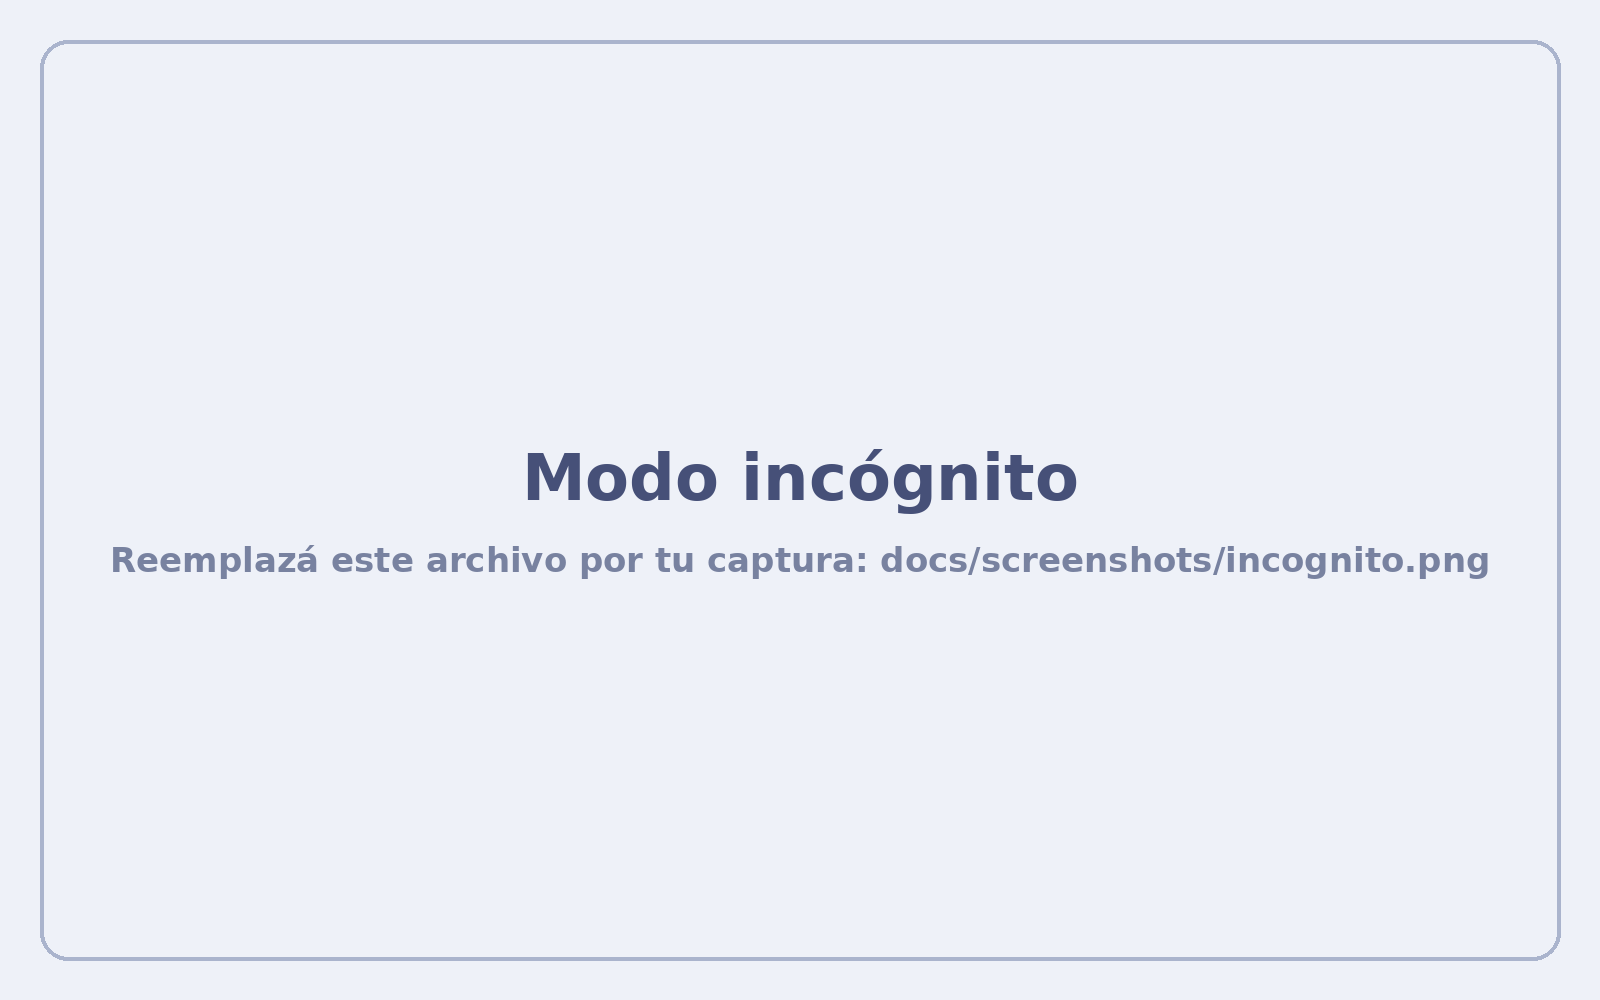 Modo incógnito
Reemplazá este archivo por tu captura: docs/screenshots/incognito.png